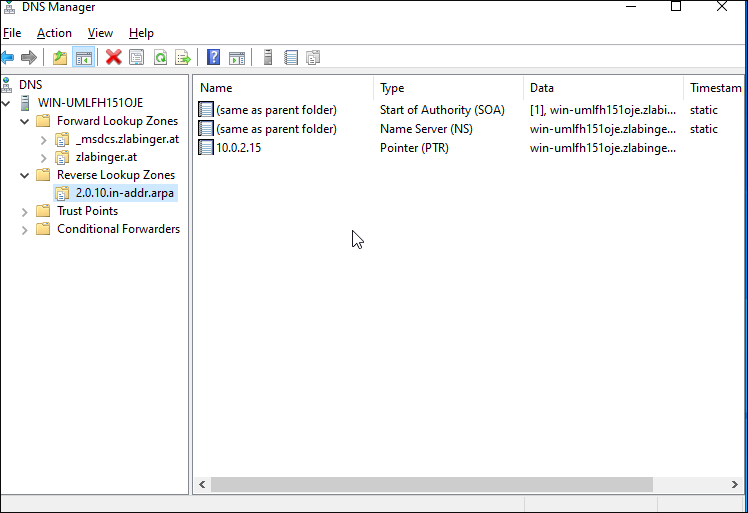 DNS Manager
File Action View Help
DNS
WIN-UMLFH151OJE
Forward Lookup Zones
_msdcs.zlabinger.at
zlabinger.at
Reverse Lookup Zones
2.0.10.in-addr.arpa
Trust Points
Conditional Forwarders
Name Type Data Timestam
(same as parent folder) Start of Authority (SOA) [1], win-umlfh151oje.zlabi... static
(same as parent folder) Name Server (NS) win-umlfh151oje.zlabinge... static
10.0.2.15 Pointer (PTR) win-umlfh151oje.zlabinge...